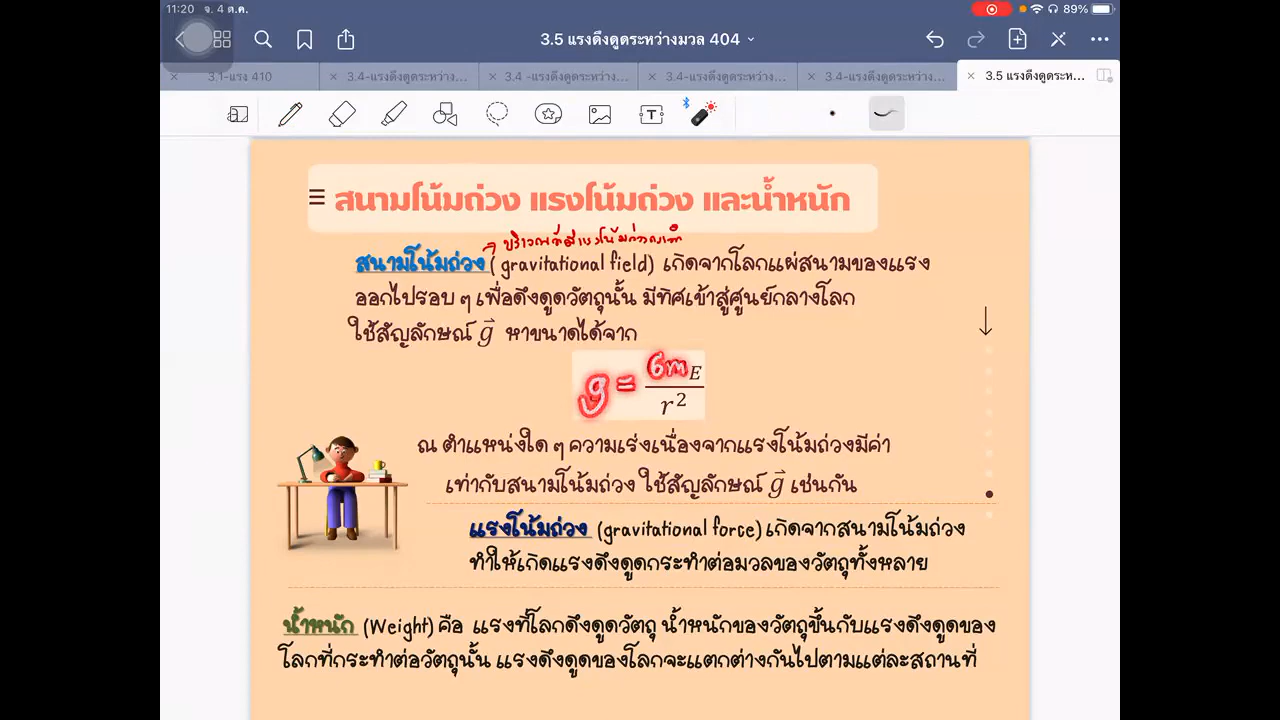 11:20 จ. 4 ต.ค.
89%
3.5 แรงดึงดูดระหว่างมวล 404
3.1-แรง 410
3.4-แรงดึงดูดระหว่าง...
3.4 -แรงดึงดูดระหว่าง...
3.4-แรงดึงดูดระหว่าง...
3.4-แรงดึงดูดระหว่าง...
3.5 แรงดึงดูดระห...
สนามโน้มถ่วง แรงโน้มถ่วง และน้ำหนัก
บริเวณที่มีแรงโน้มถ่วง
สนามโน้มถ่วง ( gravitational field) เกิดจากโลกแผ่สนามของแรง
ออกไปรอบ ๆ เพื่อดึงดูดวัตถุนั้น มีทิศเข้าสู่ศูนย์กลางโลก
ใช้สัญลักษณ์ g⃗ หาขนาดได้จาก
g = Gm_E
r²
ณ ตำแหน่งใด ๆ ความเร่งเนื่องจากแรงโน้มถ่วงมีค่า
เท่ากับสนามโน้มถ่วง ใช้สัญลักษณ์ g⃗ เช่นกัน
แรงโน้มถ่วง (gravitational force) เกิดจากสนามโน้มถ่วง
ทำให้เกิดแรงดึงดูดกระทำต่อมวลของวัตถุทั้งหลาย
น้ำหนัก (Weight) คือ แรงที่โลกดึงดูดวัตถุ น้ำหนักของวัตถุขึ้นกับแรงดึงดูดของ
โลกที่กระทำต่อวัตถุนั้น แรงดึงดูดของโลกจะแตกต่างกันไปตามแต่ละสถานที่